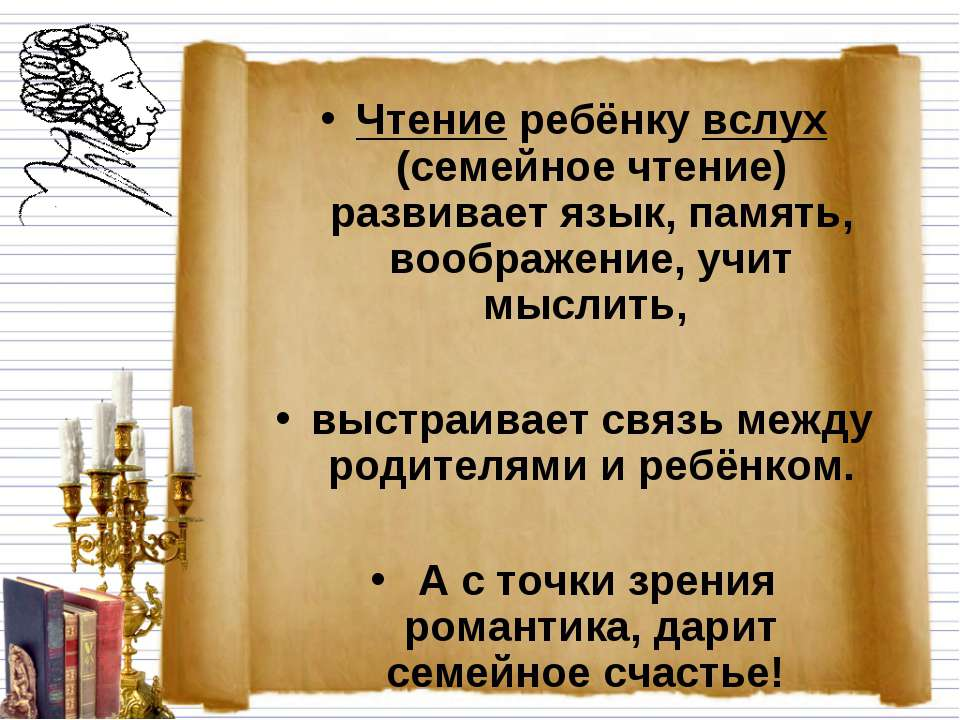 • Чтение ребёнку вслух
(семейное чтение)
развивает язык, память,
воображение, учит
мыслить,
• выстраивает связь между
родителями и ребёнком.
• А с точки зрения
романтика, дарит
семейное счастье!